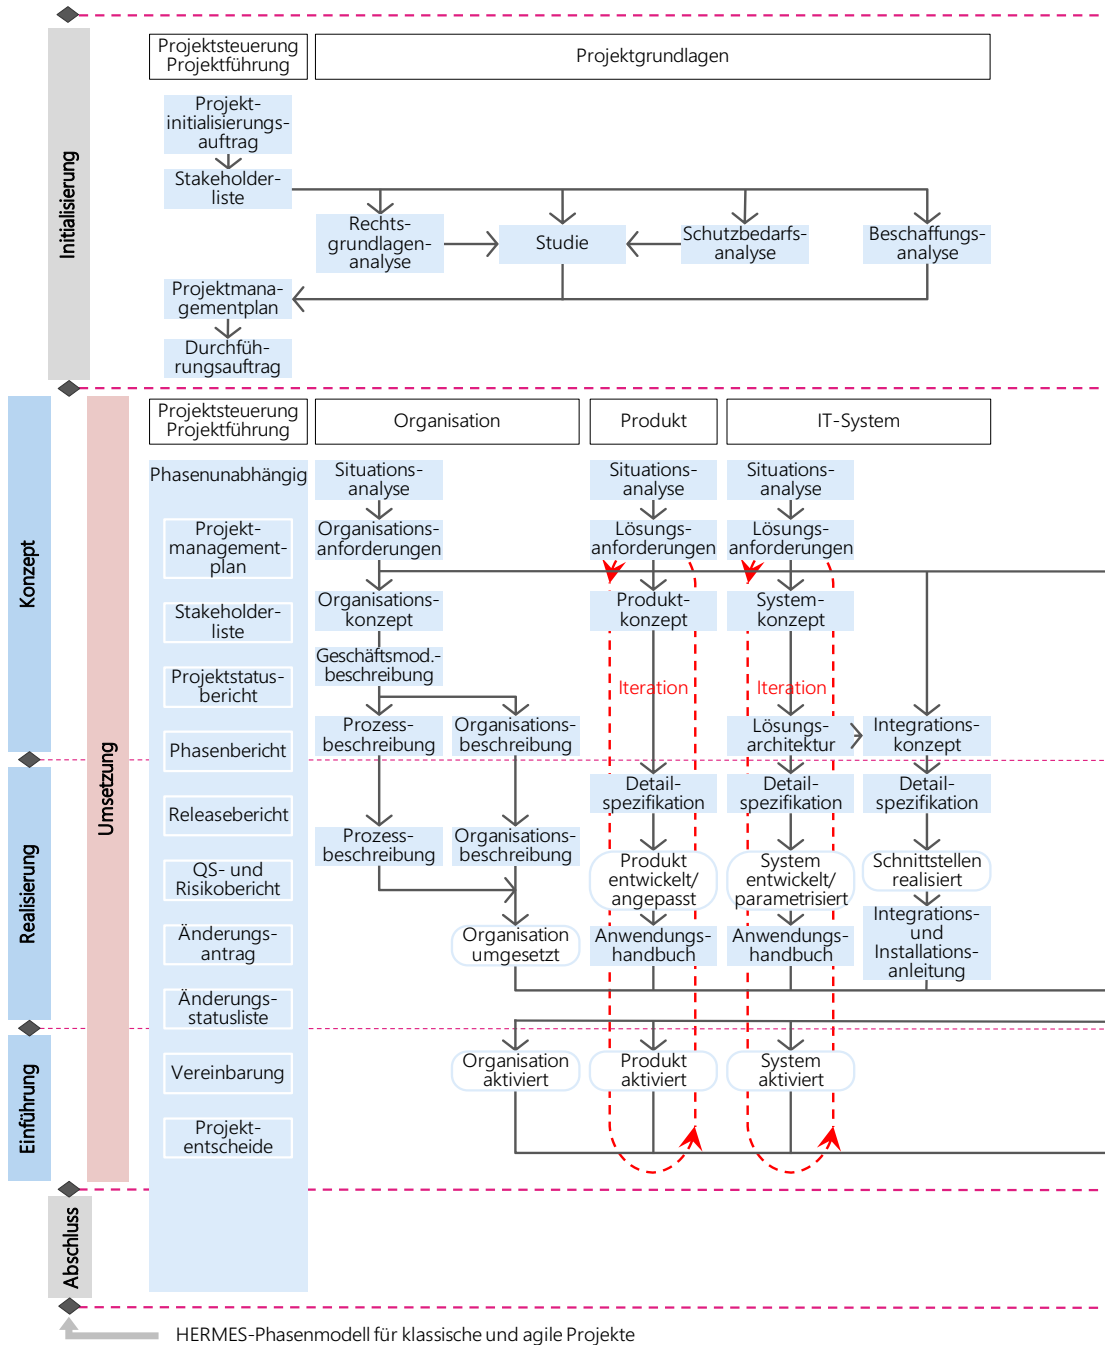 Projektsteuerung
Projektführung
Projektgrundlagen
Initialisierung
Projekt-
initialisierungs-
auftrag
Stakeholder-
liste
Rechts-
grundlagen-
analyse
Studie
Schutzbedarfs-
analyse
Beschaffungs-
analyse
Projektma-
nagementplan
Durchfüh-
rungsauftrag
Konzept
Realisierung
Einführung
Umsetzung
Projektsteuerung
Projektführung
Organisation
Produkt
IT-System
Phasenunabhängig
Projekt-
management-
plan
Stakeholder-
liste
Projektstatus-
bericht
Phasenbericht
Releasebericht
QS- und
Risikobericht
Änderungs-
antrag
Änderungs-
statusliste
Vereinbarung
Projekt-
entscheide
Situations-
analyse
Organisations-
anforderungen
Organisations-
konzept
Geschäftsmod.-
beschreibung
Prozess-
beschreibung
Organisations-
beschreibung
Prozess-
beschreibung
Organisations-
beschreibung
Organisation
umgesetzt
Organisation
aktiviert
Situations-
analyse
Lösungs-
anforderungen
Produkt-
konzept
Iteration
Detail-
spezifikation
Produkt
entwickelt/
angepasst
Anwendungs-
handbuch
Produkt
aktiviert
Situations-
analyse
Lösungs-
anforderungen
System-
konzept
Iteration
Lösungs-
architektur
Detail-
spezifikation
System
entwickelt/
parametrisiert
Anwendungs-
handbuch
System
aktiviert
Integrations-
konzept
Detail-
spezifikation
Schnittstellen
realisiert
Integrations-
und
Installations-
anleitung
Abschluss
HERMES-Phasenmodell für klassische und agile Projekte